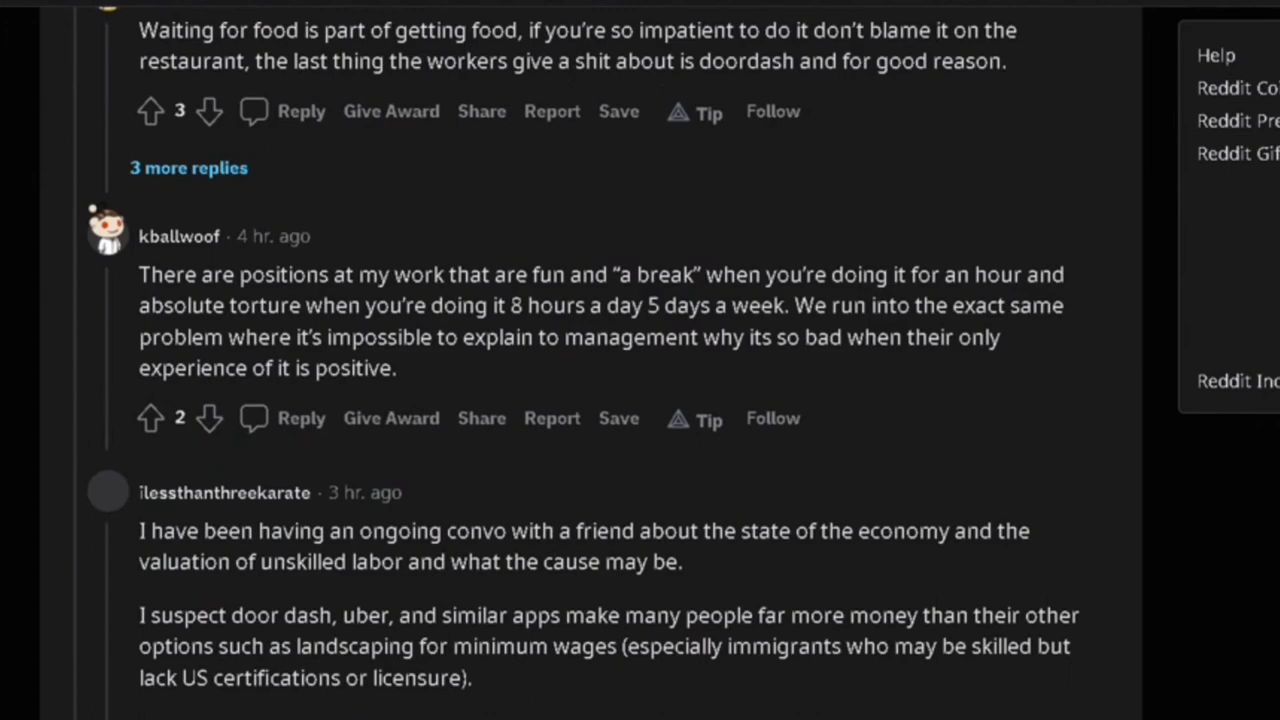 Waiting for food is part of getting food, if you're so impatient to do it don't blame it on the
restaurant, the last thing the workers give a shit about is doordash and for good reason.
3 Reply Give Award Share Report Save Tip Follow
3 more replies
kballwoof · 4 hr. ago
There are positions at my work that are fun and “a break” when you're doing it for an hour and
absolute torture when you're doing it 8 hours a day 5 days a week. We run into the exact same
problem where it's impossible to explain to management why its so bad when their only
experience of it is positive.
2 Reply Give Award Share Report Save Tip Follow
ilessthanthreekarate · 3 hr. ago
I have been having an ongoing convo with a friend about the state of the economy and the
valuation of unskilled labor and what the cause may be.
I suspect door dash, uber, and similar apps make many people far more money than their other
options such as landscaping for minimum wages (especially immigrants who may be skilled but
lack US certifications or licensure).
Help
Reddit Co
Reddit Pre
Reddit Gif
Reddit Inc